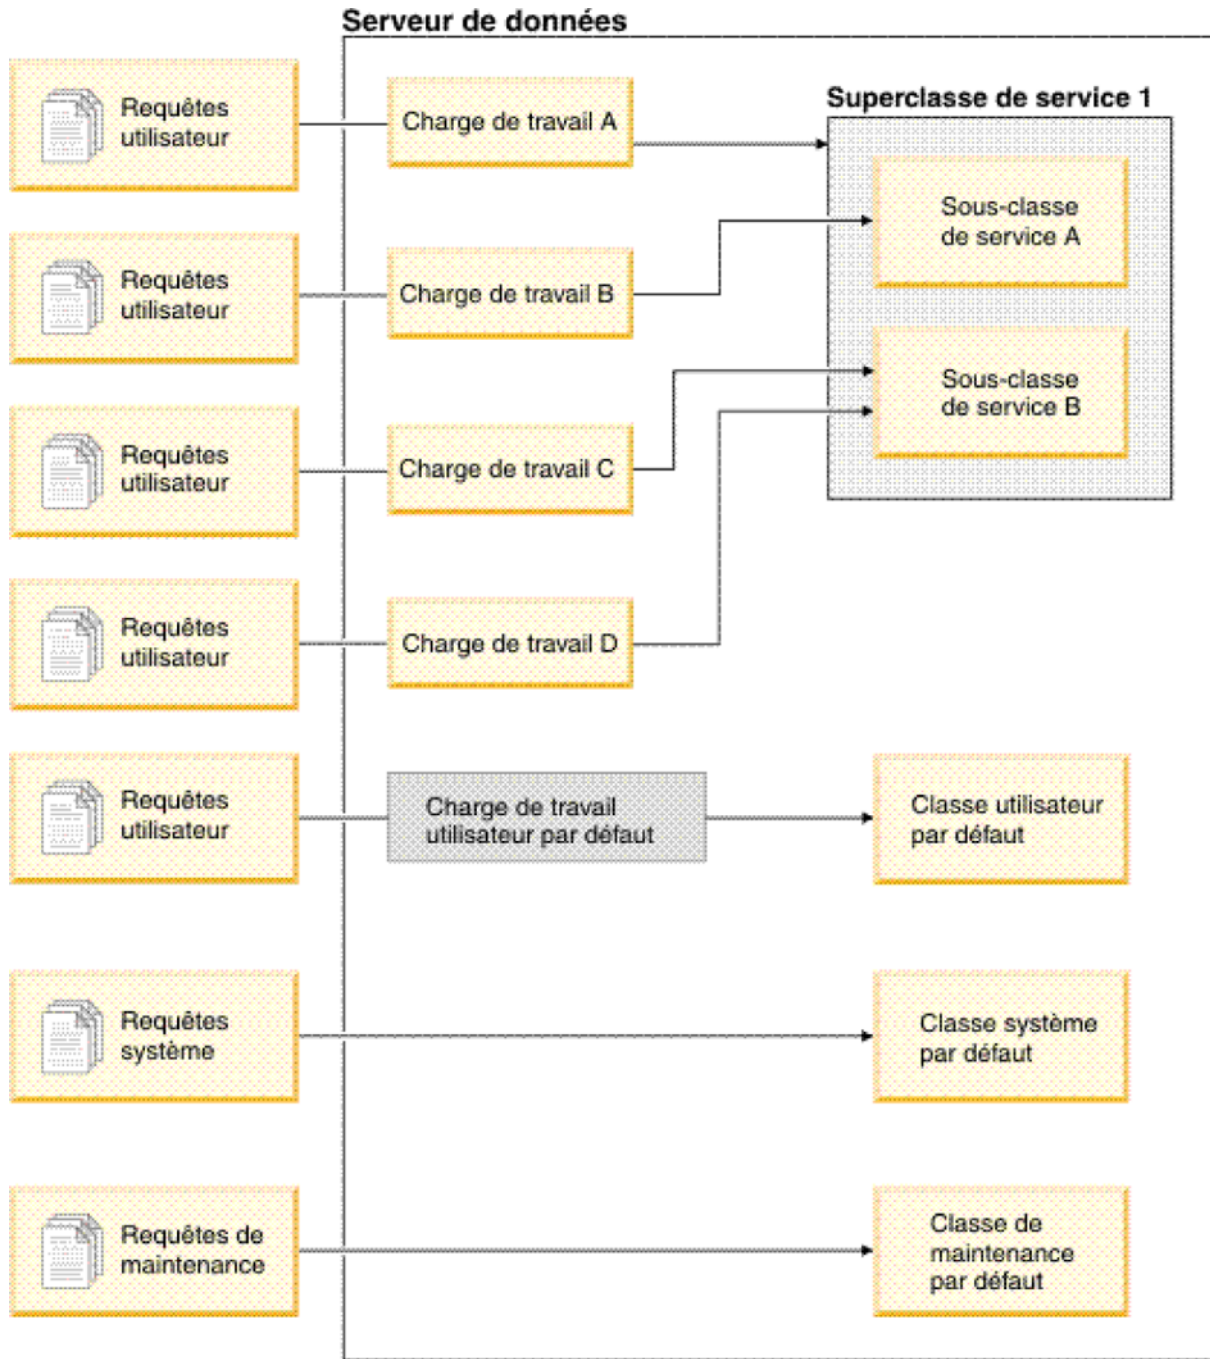 Serveur de données
Requêtes
utilisateur
Charge de travail A
Superclasse de service 1
Sous-classe
de service A
Requêtes
utilisateur
Charge de travail B
Sous-classe
de service B
Requêtes
utilisateur
Charge de travail C
Requêtes
utilisateur
Charge de travail D
Requêtes
utilisateur
Charge de travail
utilisateur par défaut
Classe utilisateur
par défaut
Requêtes
système
Classe système
par défaut
Requêtes de
maintenance
Classe de
maintenance
par défaut